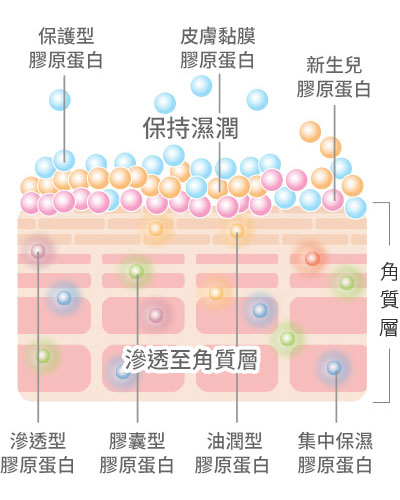 保護型
膠原蛋白
皮膚黏膜
膠原蛋白
新生兒
膠原蛋白
保持濕潤
角質層
滲透至角質層
滲透型
膠原蛋白
膠囊型
膠原蛋白
油潤型
膠原蛋白
集中保濕
膠原蛋白